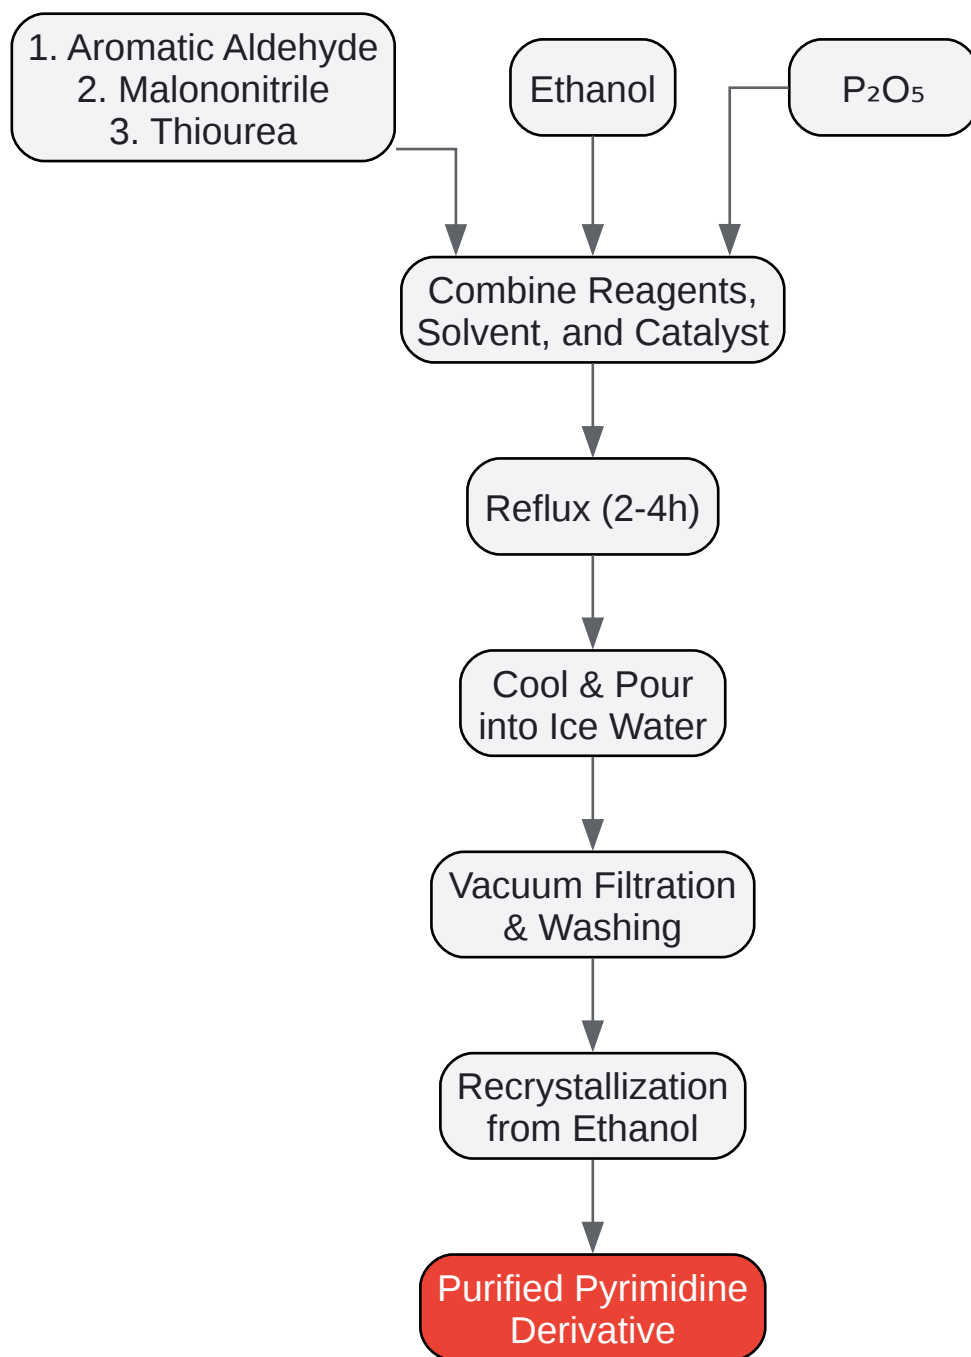 1. Aromatic Aldehyde
2. Malononitrile
3. Thiourea
Ethanol
P₂O₅
Combine Reagents,
Solvent, and Catalyst
Reflux (2-4h)
Cool & Pour
into Ice Water
Vacuum Filtration
& Washing
Recrystallization
from Ethanol
Purified Pyrimidine
Derivative